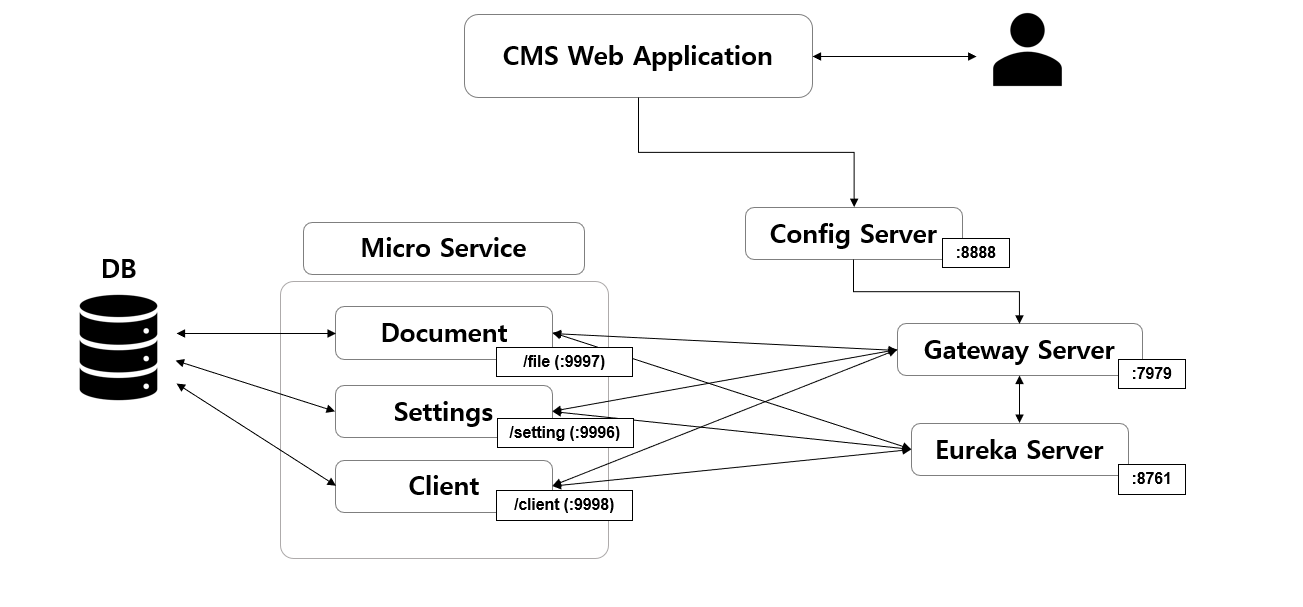 CMS Web Application
Config Server
:8888
Micro Service
DB
Document
/file (:9997)
Settings
/setting (:9996)
Client
/client (:9998)
Gateway Server
:7979
Eureka Server
:8761